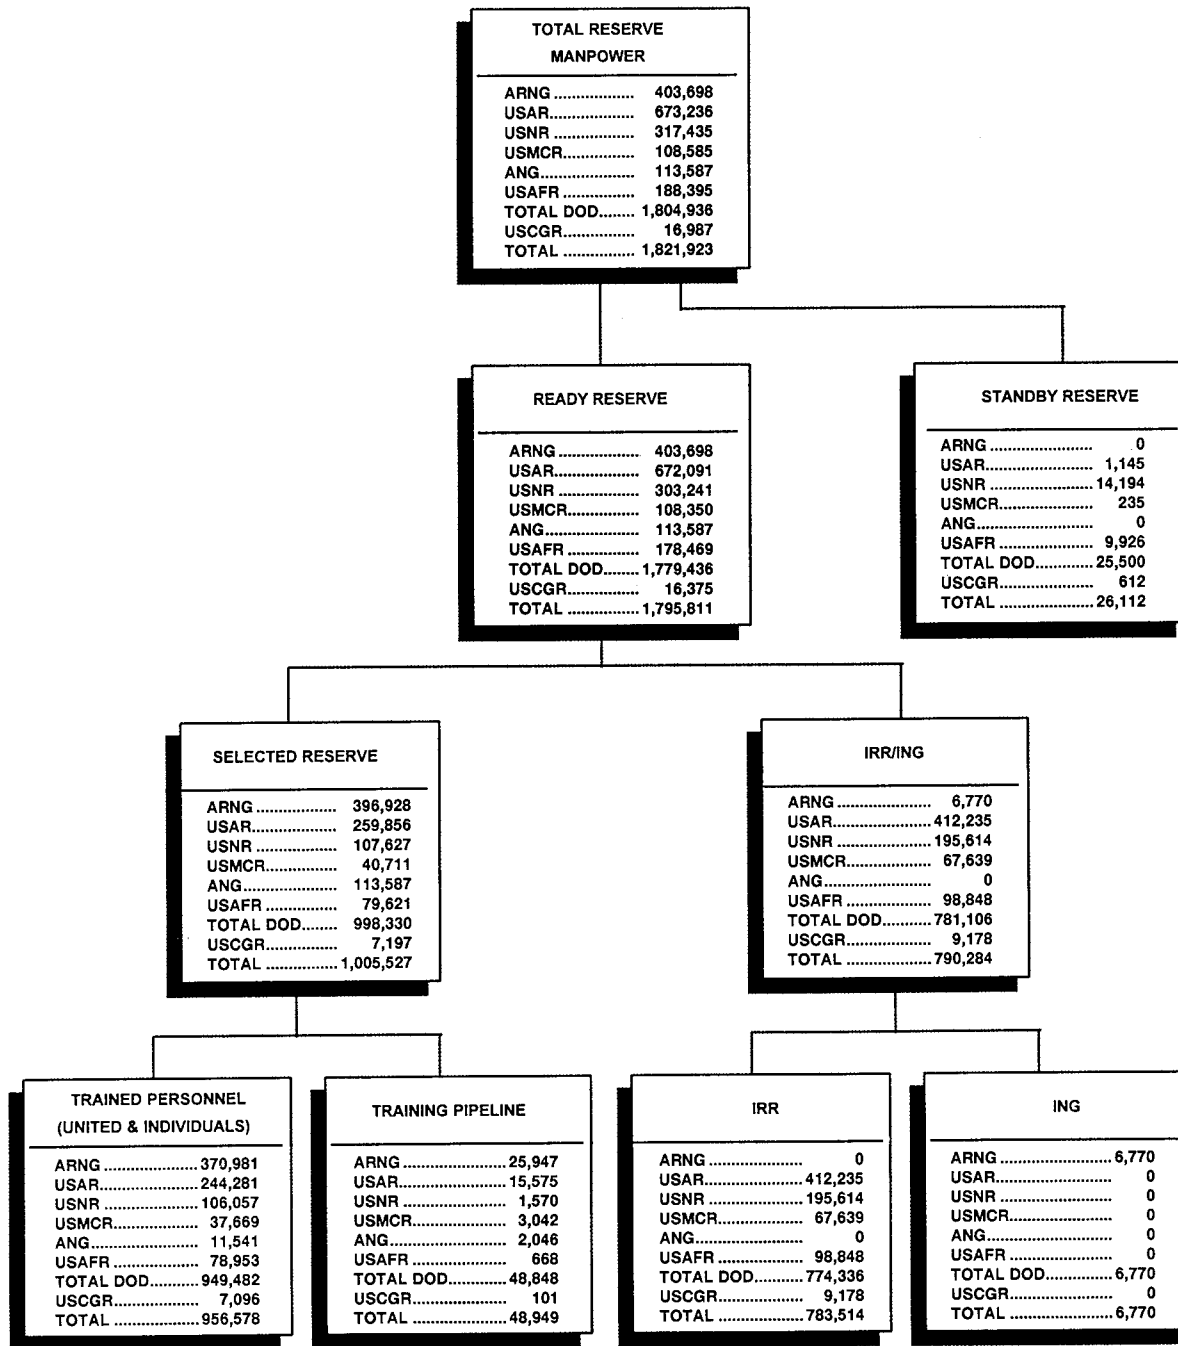 TOTAL RESERVE
MANPOWER
ARNG ................ 403,698
USAR................. 673,236
USNR ................ 317,435
USMCR............... 108,585
ANG................... 113,587
USAFR .............. 188,395
TOTAL DOD........ 1,804,936
USCGR............... 16,987
TOTAL ............... 1,821,923
READY RESERVE
ARNG ................ 403,698
USAR................. 672,091
USNR ................ 303,241
USMCR............... 108,350
ANG................... 113,587
USAFR .............. 178,469
TOTAL DOD........ 1,779,436
USCGR............... 16,375
TOTAL ............... 1,795,811
STANDBY RESERVE
ARNG ..................... 0
USAR...................... 1,145
USNR ..................... 14,194
USMCR.................... 235
ANG........................ 0
USAFR ................... 9,926
TOTAL DOD............. 25,500
USCGR.................... 612
TOTAL .................... 26,112
SELECTED RESERVE
ARNG ................ 396,928
USAR................. 259,856
USNR ................ 107,627
USMCR............... 40,711
ANG................... 113,587
USAFR .............. 79,621
TOTAL DOD........ 998,330
USCGR............... 7,197
TOTAL ............... 1,005,527
IRR/ING
ARNG ................... 6,770
USAR.................... 412,235
USNR ................... 195,614
USMCR.................. 67,639
ANG...................... 0
USAFR ................. 98,848
TOTAL DOD........... 781,106
USCGR.................. 9,178
TOTAL .................. 790,284
TRAINED PERSONNEL
(UNITED & INDIVIDUALS)
ARNG ................... 370,981
USAR.................... 244,281
USNR ................... 106,057
USMCR.................. 37,669
ANG...................... 11,541
USAFR ................. 78,953
TOTAL DOD........... 949,482
USCGR.................. 7,096
TOTAL .................. 956,578
TRAINING PIPELINE
ARNG ..................... 25,947
USAR...................... 15,575
USNR ..................... 1,570
USMCR.................... 3,042
ANG........................ 2,046
USAFR ................... 668
TOTAL DOD............. 48,848
USCGR.................... 101
TOTAL .................... 48,949
IRR
ARNG ................... 0
USAR.................... 412,235
USNR ................... 195,614
USMCR.................. 67,639
ANG...................... 0
USAFR ................. 98,848
TOTAL DOD........... 774,336
USCGR.................. 9,178
TOTAL .................. 783,514
ING
ARNG ...................... 6,770
USAR....................... 0
USNR ...................... 0
USMCR..................... 0
ANG......................... 0
USAFR .................... 0
TOTAL DOD.............. 6,770
USCGR..................... 0
TOTAL ..................... 6,770